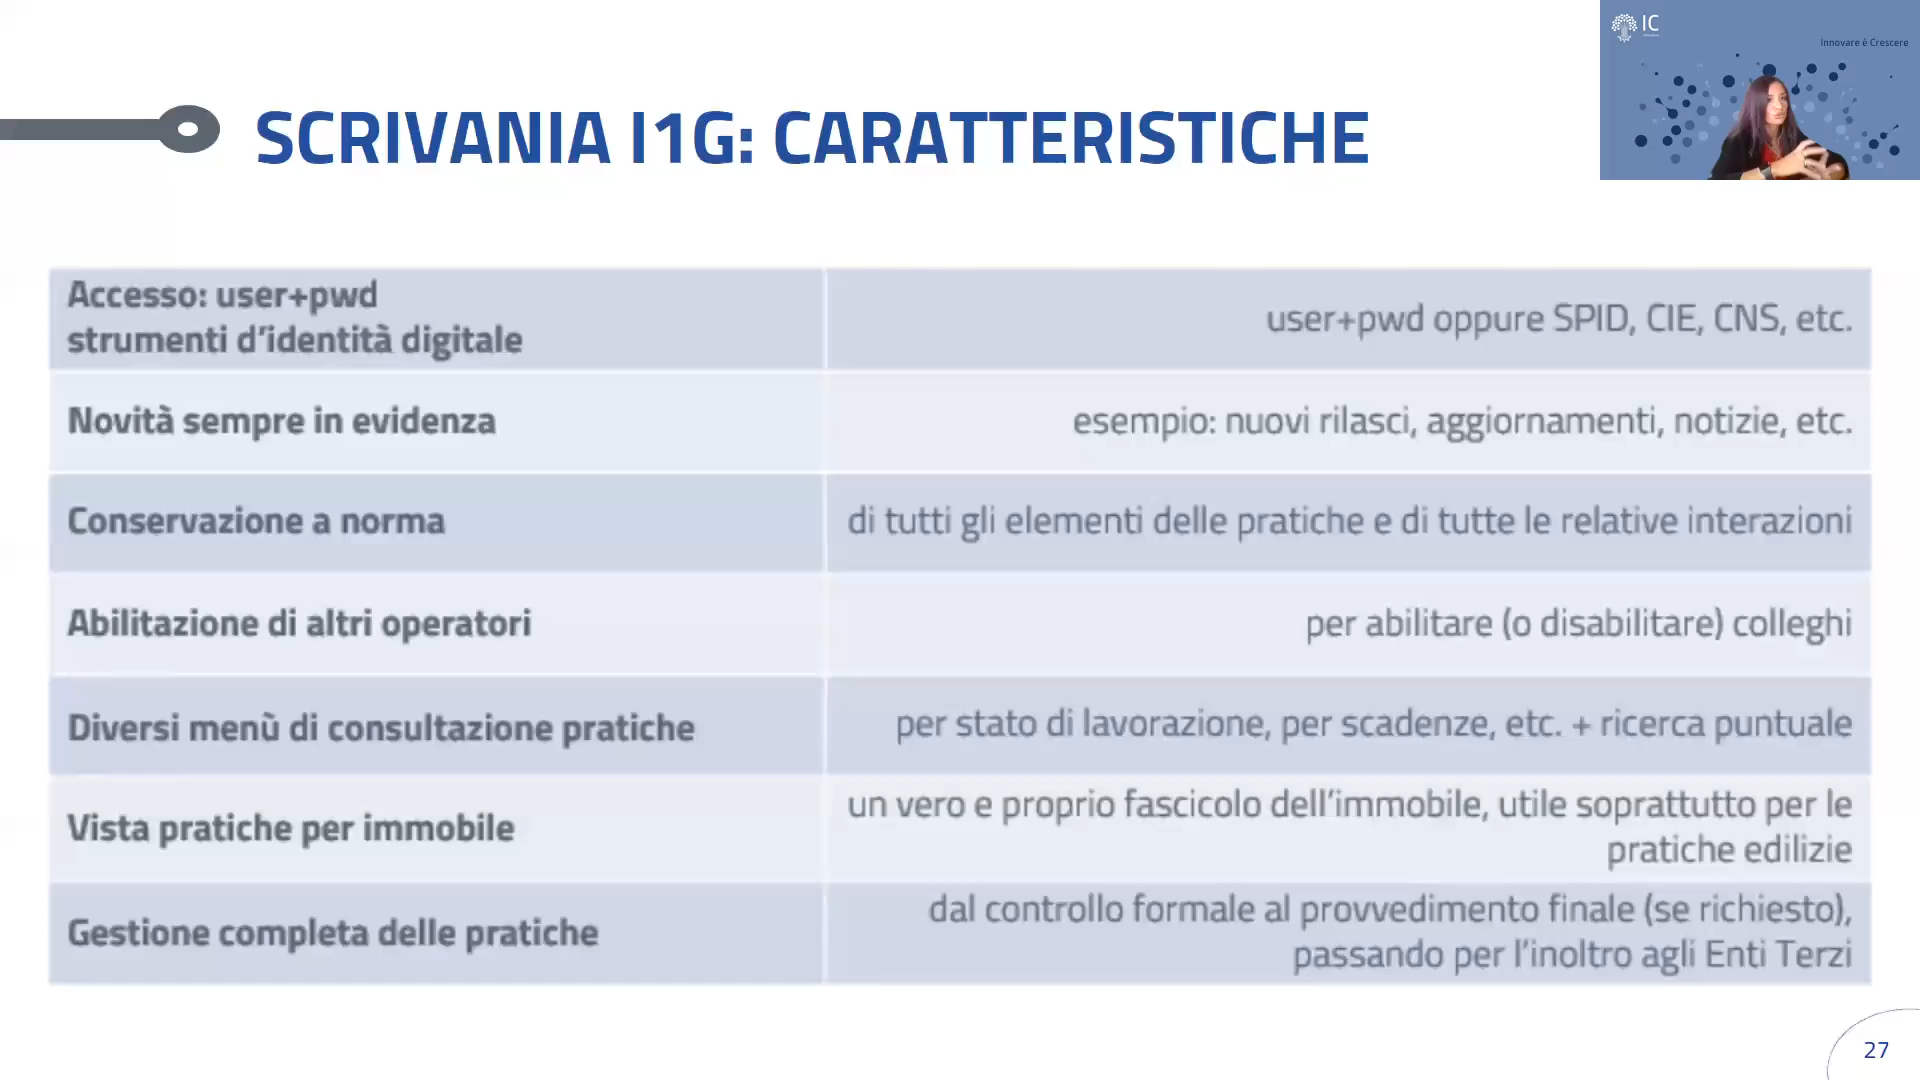 IC
Innovare è Crescere
SCRIVANIA I1G: CARATTERISTICHE
Accesso: user+pwd
strumenti d’identità digitale
user+pwd oppure SPID, CIE, CNS, etc.
Novità sempre in evidenza
esempio: nuovi rilasci, aggiornamenti, notizie, etc.
Conservazione a norma
di tutti gli elementi delle pratiche e di tutte le relative interazioni
Abilitazione di altri operatori
per abilitare (o disabilitare) colleghi
Diversi menù di consultazione pratiche
per stato di lavorazione, per scadenze, etc. + ricerca puntuale
Vista pratiche per immobile
un vero e proprio fascicolo dell’immobile, utile soprattutto per le
pratiche edilizie
Gestione completa delle pratiche
dal controllo formale al provvedimento finale (se richiesto),
passando per l’inoltro agli Enti Terzi
27